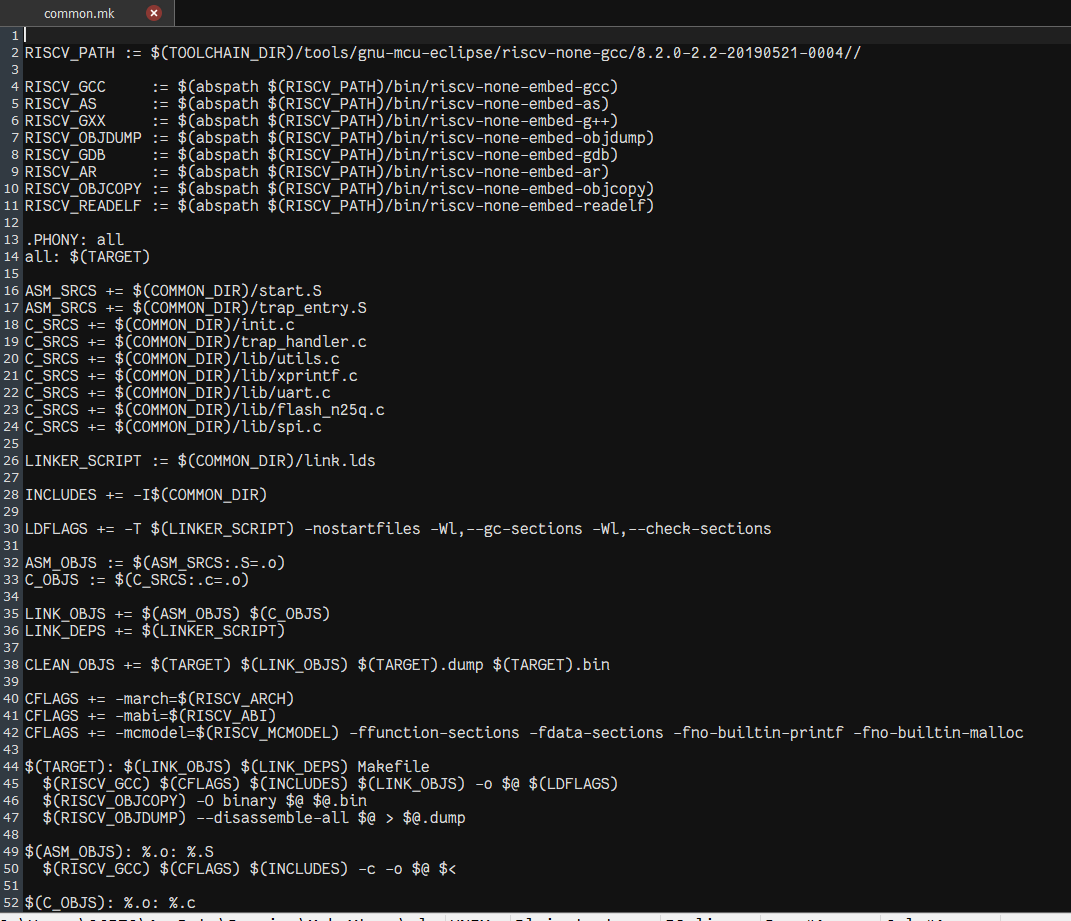 common.mk
1
2 RISCV_PATH := $(TOOLCHAIN_DIR)/tools/gnu-mcu-eclipse/riscv-none-gcc/8.2.0-2.2-20190521-0004//
3
4 RISCV_GCC     := $(abspath $(RISCV_PATH)/bin/riscv-none-embed-gcc)
5 RISCV_AS      := $(abspath $(RISCV_PATH)/bin/riscv-none-embed-as)
6 RISCV_GXX     := $(abspath $(RISCV_PATH)/bin/riscv-none-embed-g++)
7 RISCV_OBJDUMP := $(abspath $(RISCV_PATH)/bin/riscv-none-embed-objdump)
8 RISCV_GDB     := $(abspath $(RISCV_PATH)/bin/riscv-none-embed-gdb)
9 RISCV_AR      := $(abspath $(RISCV_PATH)/bin/riscv-none-embed-ar)
10 RISCV_OBJCOPY := $(abspath $(RISCV_PATH)/bin/riscv-none-embed-objcopy)
11 RISCV_READELF := $(abspath $(RISCV_PATH)/bin/riscv-none-embed-readelf)
12
13 .PHONY: all
14 all: $(TARGET)
15
16 ASM_SRCS += $(COMMON_DIR)/start.S
17 ASM_SRCS += $(COMMON_DIR)/trap_entry.S
18 C_SRCS += $(COMMON_DIR)/init.c
19 C_SRCS += $(COMMON_DIR)/trap_handler.c
20 C_SRCS += $(COMMON_DIR)/lib/utils.c
21 C_SRCS += $(COMMON_DIR)/lib/xprintf.c
22 C_SRCS += $(COMMON_DIR)/lib/uart.c
23 C_SRCS += $(COMMON_DIR)/lib/flash_n25q.c
24 C_SRCS += $(COMMON_DIR)/lib/spi.c
25
26 LINKER_SCRIPT := $(COMMON_DIR)/link.lds
27
28 INCLUDES += -I$(COMMON_DIR)
29
30 LDFLAGS += -T $(LINKER_SCRIPT) -nostartfiles -Wl,--gc-sections -Wl,--check-sections
31
32 ASM_OBJS := $(ASM_SRCS:.S=.o)
33 C_OBJS := $(C_SRCS:.c=.o)
34
35 LINK_OBJS += $(ASM_OBJS) $(C_OBJS)
36 LINK_DEPS += $(LINKER_SCRIPT)
37
38 CLEAN_OBJS += $(TARGET) $(LINK_OBJS) $(TARGET).dump $(TARGET).bin
39
40 CFLAGS += -march=$(RISCV_ARCH)
41 CFLAGS += -mabi=$(RISCV_ABI)
42 CFLAGS += -mcmodel=$(RISCV_MCMODEL) -ffunction-sections -fdata-sections -fno-builtin-printf -fno-builtin-malloc
43
44 $(TARGET): $(LINK_OBJS) $(LINK_DEPS) Makefile
45   $(RISCV_GCC) $(CFLAGS) $(INCLUDES) $(LINK_OBJS) -o $@ $(LDFLAGS)
46   $(RISCV_OBJCOPY) -O binary $@ $@.bin
47   $(RISCV_OBJDUMP) --disassemble-all $@ > $@.dump
48
49 $(ASM_OBJS): %.o: %.S
50   $(RISCV_GCC) $(CFLAGS) $(INCLUDES) -c -o $@ $<
51
52 $(C_OBJS): %.o: %.c